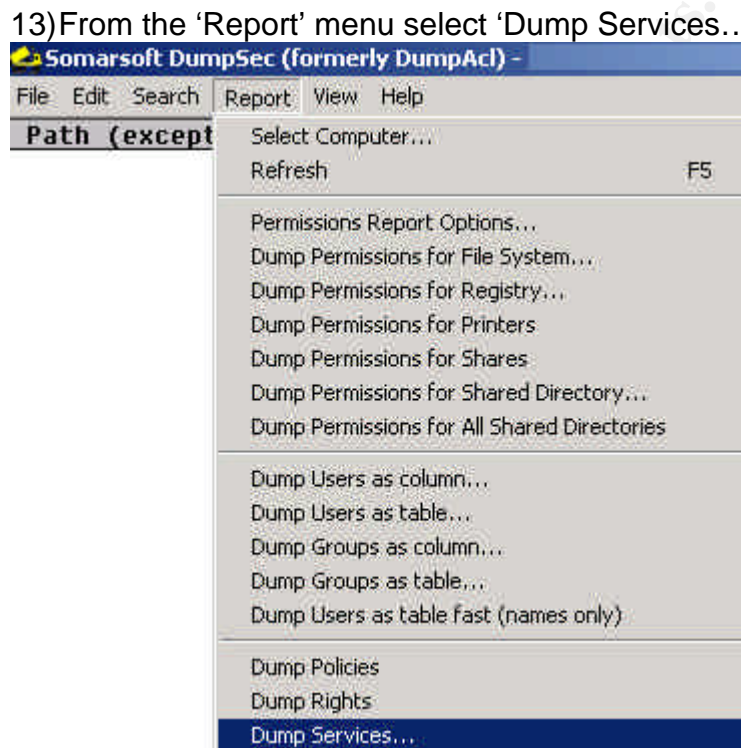 13)From the ‘Report’ menu select ‘Dump Services…
Somarsoft DumpSec (formerly DumpAcl) -
File Edit Search Report View Help
Path (except
Select Computer...
Refresh F5
Permissions Report Options...
Dump Permissions for File System...
Dump Permissions for Registry...
Dump Permissions for Printers
Dump Permissions for Shares
Dump Permissions for Shared Directory...
Dump Permissions for All Shared Directories
Dump Users as column...
Dump Users as table...
Dump Groups as column...
Dump Groups as table...
Dump Users as table fast (names only)
Dump Policies
Dump Rights
Dump Services...